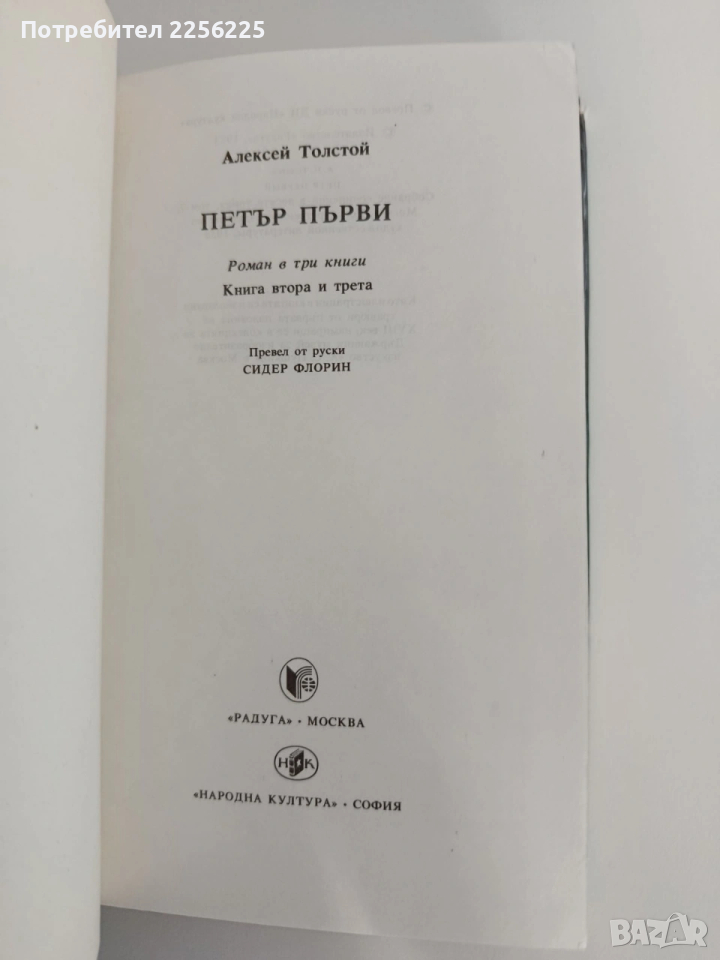 Потребител 2256225
Алексей Толстой
ПЕТЪР ПЪРВИ
Роман в три книги
Книга втора и трета
Превел от руски
СИДЕР ФЛОРИН
«РАДУГА» · МОСКВА
Н К
«НАРОДНА КУЛТУРА» · СОФИЯ
BAZAR